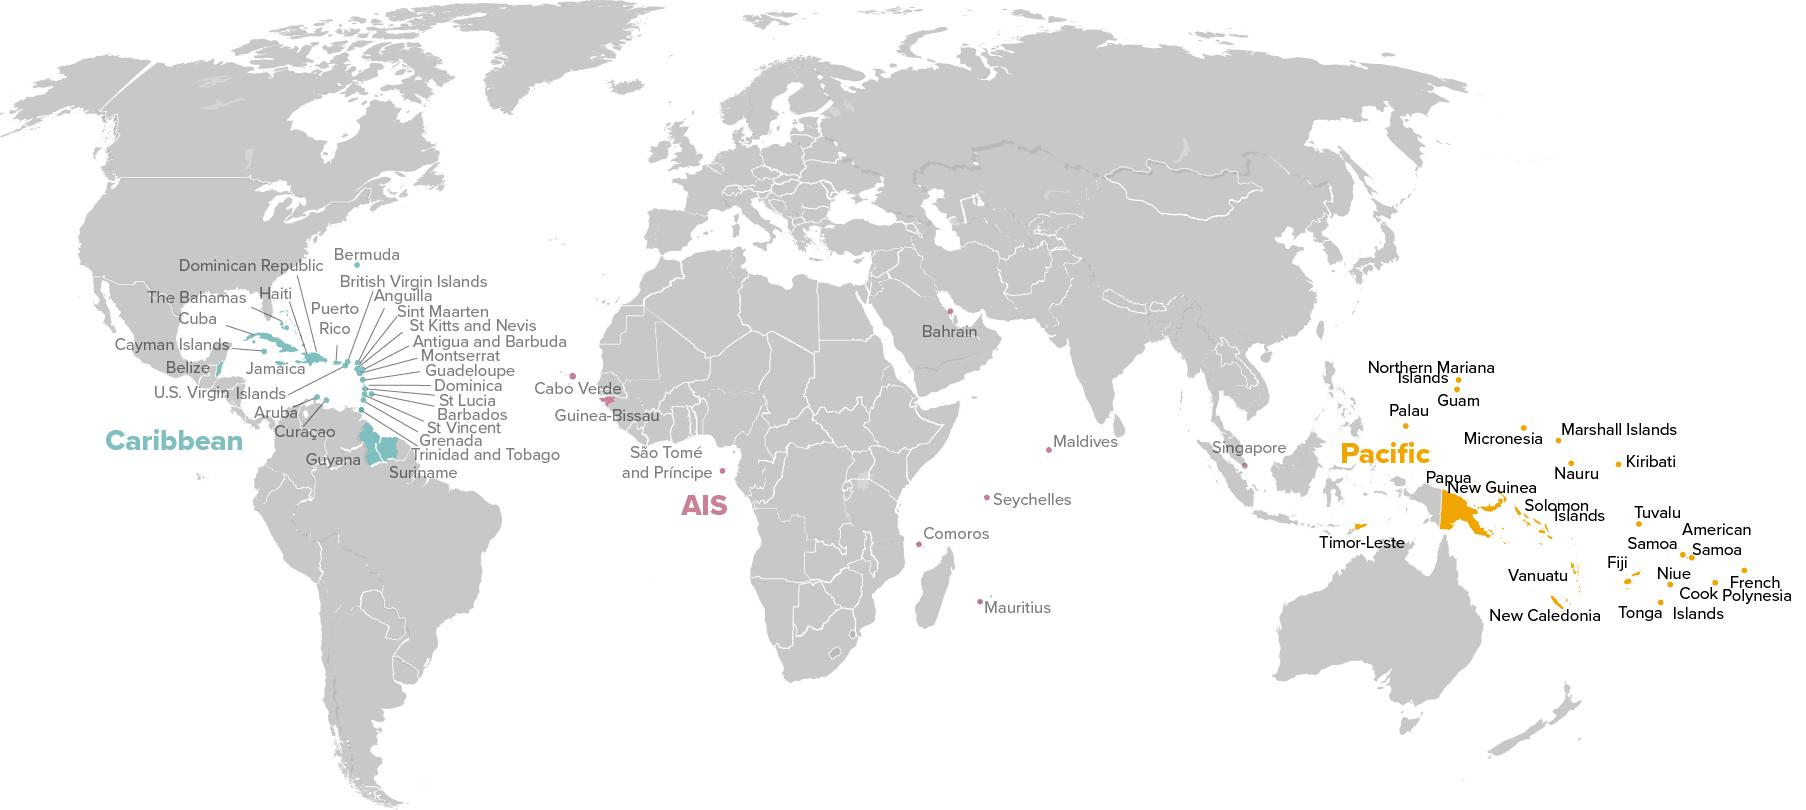 Bermuda
Dominican Republic
British Virgin Islands
The Bahamas
Haiti
Anguilla
Puerto
Rico
Sint Maarten
Cuba
St Kitts and Nevis
Cayman Islands
Antigua and Barbuda
Montserrat
Belize
Jamaica
Guadeloupe
U.S. Virgin Islands
Dominica
St Lucia
Aruba
Barbados
Curaçao
St Vincent
Caribbean
Grenada
Trinidad and Tobago
Guyana
Suriname
Cabo Verde
Guinea-Bissau
São Tomé
and Príncipe
AIS
Bahrain
Maldives
Seychelles
Comoros
Mauritius
Singapore
Northern Mariana
Islands
Guam
Palau
Micronesia
Marshall Islands
Pacific
Nauru
Kiribati
Papua
New Guinea
Solomon
Islands
Tuvalu
Timor-Leste
American
Samoa
Samoa
Fiji
Vanuatu
Niue
French
Polynesia
Cook
Islands
New Caledonia
Tonga